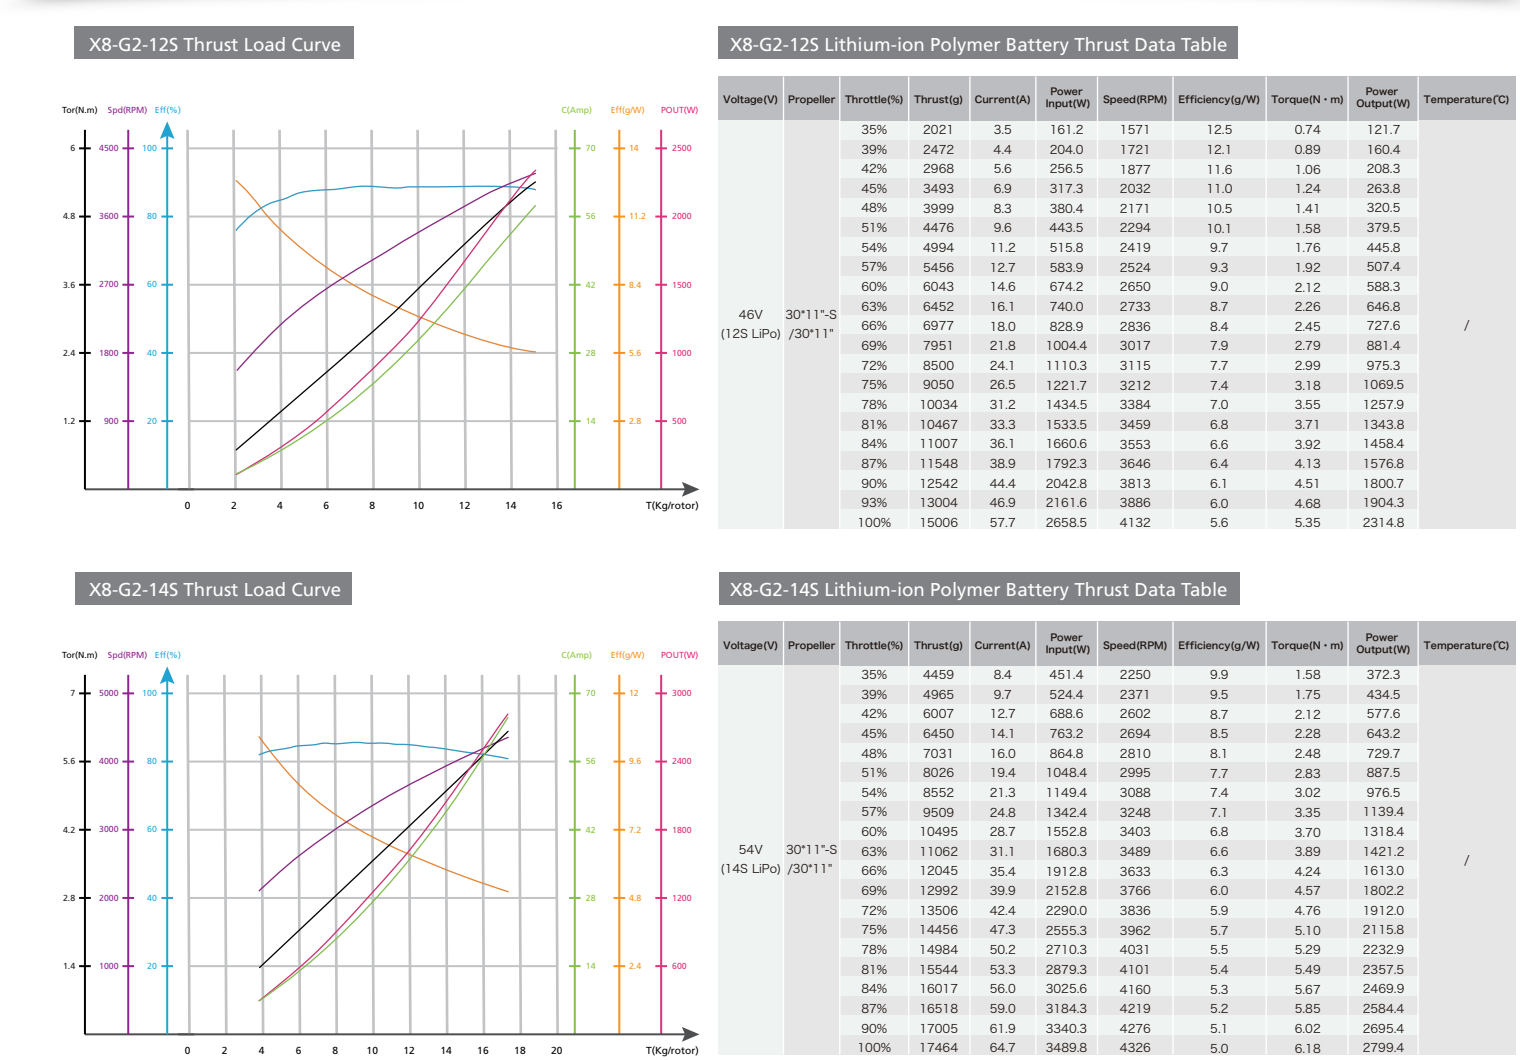 X8-G2-12S Thrust Load Curve
Tor(N.m) Spd(RPM) Eff(%) C(Amp) Eff(g/W) POUT(W)
6 4500 100 70 14 2500
4.8 3600 80 56 11.2 2000
3.6 2700 60 42 8.4 1500
2.4 1800 40 28 5.6 1000
1.2 900 20 14 2.8 500
0 2 4 6 8 10 12 14 16 T(Kg/rotor)
X8-G2-12S Lithium-ion Polymer Battery Thrust Data Table
Voltage(V) Propeller Throttle(%) Thrust(g) Current(A) Power Input(W) Speed(RPM) Efficiency(g/W) Torque(N·m) Power Output(W) Temperature(℃)
35% 2021 3.5 161.2 1571 12.5 0.74 121.7
39% 2472 4.4 204.0 1721 12.1 0.89 160.4
42% 2968 5.6 256.5 1877 11.6 1.06 208.3
45% 3493 6.9 317.3 2032 11.0 1.24 263.8
48% 3999 8.3 380.4 2171 10.5 1.41 320.5
51% 4476 9.6 443.5 2294 10.1 1.58 379.5
54% 4994 11.2 515.8 2419 9.7 1.76 445.8
57% 5456 12.7 583.9 2524 9.3 1.92 507.4
60% 6043 14.6 674.2 2650 9.0 2.12 588.3
63% 6452 16.1 740.0 2733 8.7 2.26 646.8
46V 30*11"-S
66% 6977 18.0 828.9 2836 8.4 2.45 727.6 /
(12S LiPo) /30*11"
69% 7951 21.8 1004.4 3017 7.9 2.79 881.4
72% 8500 24.1 1110.3 3115 7.7 2.99 975.3
75% 9050 26.5 1221.7 3212 7.4 3.18 1069.5
78% 10034 31.2 1434.5 3384 7.0 3.55 1257.9
81% 10467 33.3 1533.5 3459 6.8 3.71 1343.8
84% 11007 36.1 1660.6 3553 6.6 3.92 1458.4
87% 11548 38.9 1792.3 3646 6.4 4.13 1576.8
90% 12542 44.4 2042.8 3813 6.1 4.51 1800.7
93% 13004 46.9 2161.6 3886 6.0 4.68 1904.3
100% 15006 57.7 2658.5 4132 5.6 5.35 2314.8
X8-G2-14S Thrust Load Curve
Tor(N.m) Spd(RPM) Eff(%) C(Amp) Eff(g/W) POUT(W)
7 5000 100 70 12 3000
5.6 4000 80 56 9.6 2400
4.2 3000 60 42 7.2 1800
2.8 2000 40 28 4.8 1200
1.4 1000 20 14 2.4 600
0 2 4 6 8 10 12 14 16 18 20 T(Kg/rotor)
X8-G2-14S Lithium-ion Polymer Battery Thrust Data Table
Voltage(V) Propeller Throttle(%) Thrust(g) Current(A) Power Input(W) Speed(RPM) Efficiency(g/W) Torque(N·m) Power Output(W) Temperature(℃)
35% 4459 8.4 451.4 2250 9.9 1.58 372.3
39% 4965 9.7 524.4 2371 9.5 1.75 434.5
42% 6007 12.7 688.6 2602 8.7 2.12 577.6
45% 6450 14.1 763.2 2694 8.5 2.28 643.2
48% 7031 16.0 864.8 2810 8.1 2.48 729.7
51% 8026 19.4 1048.4 2995 7.7 2.83 887.5
54% 8552 21.3 1149.4 3088 7.4 3.02 976.5
57% 9509 24.8 1342.4 3248 7.1 3.35 1139.4
60% 10495 28.7 1552.8 3403 6.8 3.70 1318.4
54V 30*11"-S
63% 11062 31.1 1680.3 3489 6.6 3.89 1421.2 /
(14S LiPo) /30*11"
66% 12045 35.4 1912.8 3633 6.3 4.24 1613.0
69% 12992 39.9 2152.8 3766 6.0 4.57 1802.2
72% 13506 42.4 2290.0 3836 5.9 4.76 1912.0
75% 14456 47.3 2555.3 3962 5.7 5.10 2115.8
78% 14984 50.2 2710.3 4031 5.5 5.29 2232.9
81% 15544 53.3 2879.3 4101 5.4 5.49 2357.5
84% 16017 56.0 3025.6 4160 5.3 5.67 2469.9
87% 16518 59.0 3184.3 4219 5.2 5.85 2584.4
90% 17005 61.9 3340.3 4276 5.1 6.02 2695.4
100% 17464 64.7 3489.8 4326 5.0 6.18 2799.4